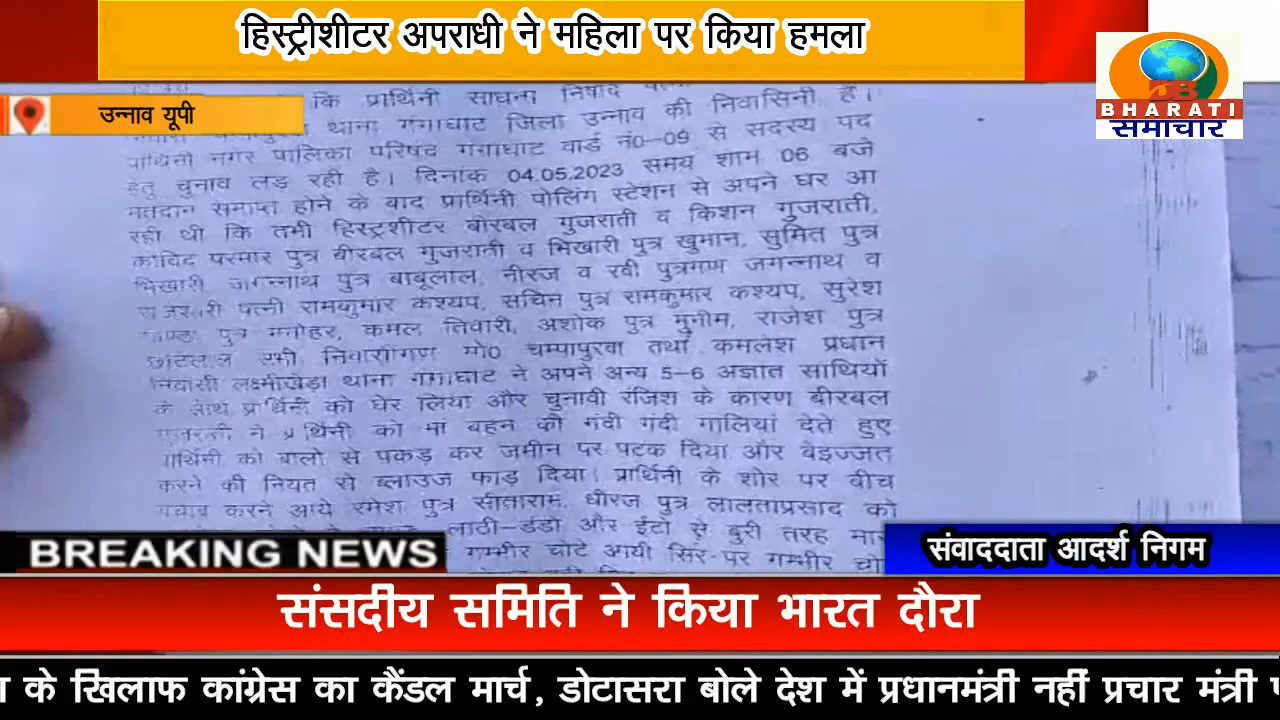 हिस्ट्रीशीटर अपराधी ने महिला पर किया हमला
BHARATI
समाचार
उन्नाव यूपी
कि प्रार्थिनी साधना निषाद
थाना गंगाघाट जिला उन्नाव की निवासिनी है।
प्रार्थिनी नगर पालिका परिषद गंगाघाट वार्ड नं0-09 से सदस्य पद
हेतु चुनाव लड़ रही है। दिनांक 04.05.2023 समय शाम 06 बजे
मतदान समाप्त होने के बाद प्रार्थिनी पोलिंग स्टेशन से अपने घर आ
रही थी कि तभी हिस्ट्रशीटर बीरबल गुजराती व किशन गुजराती,
गोविंद परमार पुत्र बीरबल गुजराती व भिखारी पुत्र खुमान, सुमित पुत्र
भिखारी, जगन्नाथ पुत्र बाबूलाल, नीरज व रवी पुत्रगण जगन्नाथ व
पत्नी रामकुमार कश्यप, सचिन पुत्र रामकुमार कश्यप, सुरेश
पुत्र मनोहर, कमल तिवारी, अशोक पुत्र मुनीम, राजेश पुत्र
छोटेलाल सभी निवासीगण मो0 चम्पापुरवा तथा कमलेश प्रधान
निवासी लक्ष्मीखेड़ा थाना गंगाघाट ने अपने अन्य 5-6 अज्ञात साथियों
के साथ प्रार्थिनी को घेर लिया और चुनावी रंजिश के कारण बीरबल
गुजराती ने प्रार्थिनी को मां बहन की गंदी गंदी गालियां देते हुए
प्रार्थिनी को बालो से पकड़ कर जमीन पर पटक दिया और बेइज्जत
करने की नियत से ब्लाउज फाड़ दिया। प्रार्थिनी के शोर पर बीच
बचाव करने आये रमेश पुत्र सीताराम, धीरज पुत्र लालताप्रसाद को
लाठी-डंडो और ईटो से बुरी तरह मारा
गम्भीर चोटे आयी सिर पर गम्भीर
BREAKING NEWS
संवाददाता आदर्श निगम
संसदीय समिति ने किया भारत दौरा
के खिलाफ कांग्रेस का कैंडल मार्च, डोटासरा बोले देश में प्रधानमंत्री नहीं प्रचार मंत्री